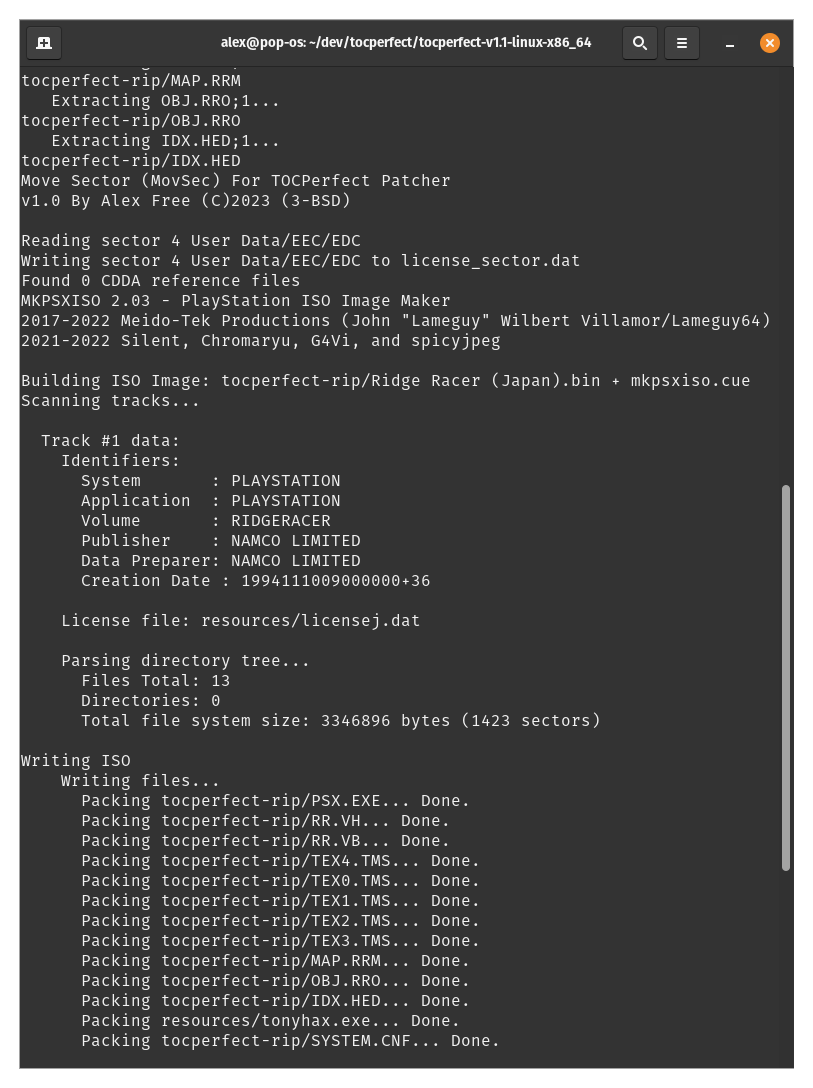 alex@pop-os: ~/dev/tocperfect/tocperfect-v1.1-linux-x86_64
tocperfect-rip/MAP.RRM
   Extracting OBJ.RRO;1...
tocperfect-rip/OBJ.RRO
   Extracting IDX.HED;1...
tocperfect-rip/IDX.HED
Move Sector (MovSec) For TOCPerfect Patcher
v1.0 By Alex Free (C)2023 (3-BSD)

Reading sector 4 User Data/EEC/EDC
Writing sector 4 User Data/EEC/EDC to license_sector.dat
Found 0 CDDA reference files
MKPSXISO 2.03 - PlayStation ISO Image Maker
2017-2022 Meido-Tek Productions (John "Lameguy" Wilbert Villamor/Lameguy64)
2021-2022 Silent, Chromaryu, G4Vi, and spicyjpeg

Building ISO Image: tocperfect-rip/Ridge Racer (Japan).bin + mkpsxiso.cue
Scanning tracks...

  Track #1 data:
    Identifiers:
      System       : PLAYSTATION
      Application  : PLAYSTATION
      Volume       : RIDGERACER
      Publisher    : NAMCO LIMITED
      Data Preparer: NAMCO LIMITED
      Creation Date : 1994111009000000+36

    License file: resources/licensej.dat

    Parsing directory tree...
      Files Total: 13
      Directories: 0
      Total file system size: 3346896 bytes (1423 sectors)

Writing ISO
    Writing files...
      Packing tocperfect-rip/PSX.EXE... Done.
      Packing tocperfect-rip/RR.VH... Done.
      Packing tocperfect-rip/RR.VB... Done.
      Packing tocperfect-rip/TEX4.TMS... Done.
      Packing tocperfect-rip/TEX0.TMS... Done.
      Packing tocperfect-rip/TEX1.TMS... Done.
      Packing tocperfect-rip/TEX2.TMS... Done.
      Packing tocperfect-rip/TEX3.TMS... Done.
      Packing tocperfect-rip/MAP.RRM... Done.
      Packing tocperfect-rip/OBJ.RRO... Done.
      Packing tocperfect-rip/IDX.HED... Done.
      Packing resources/tonyhax.exe... Done.
      Packing tocperfect-rip/SYSTEM.CNF... Done.